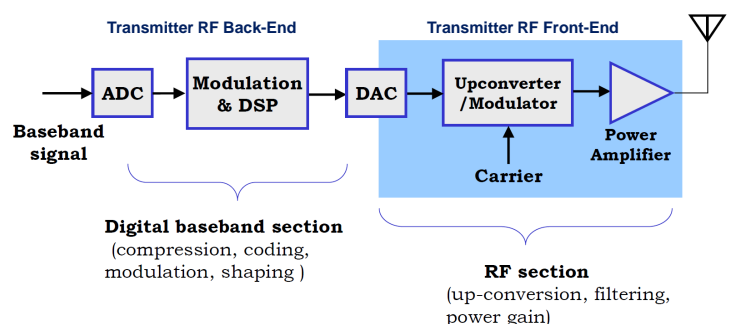 Transmitter RF Back-End
Transmitter RF Front-End
ADC
Modulation
& DSP
DAC
Upconverter
/Modulator
Baseband
signal
Power
Amplifier
Carrier
Digital baseband section
(compression, coding,
modulation, shaping )
RF section
(up-conversion, filtering,
power gain)